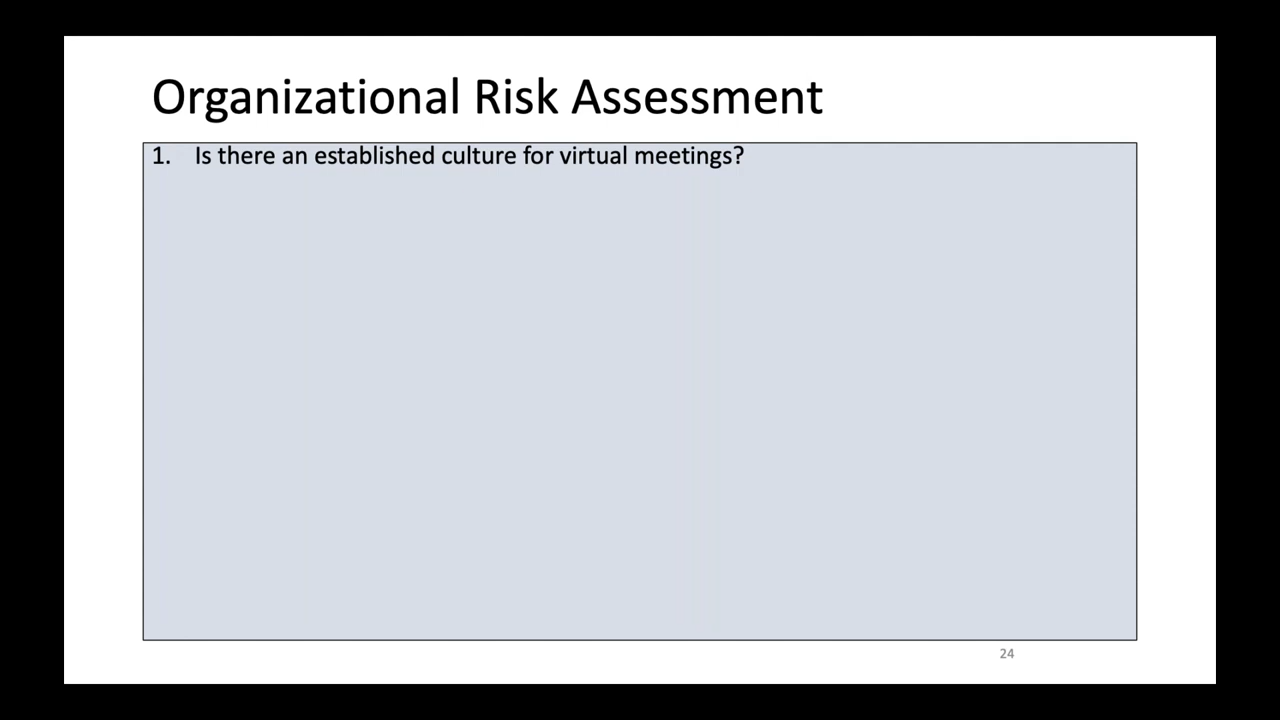 Organizational Risk Assessment
1. Is there an established culture for virtual meetings?
24